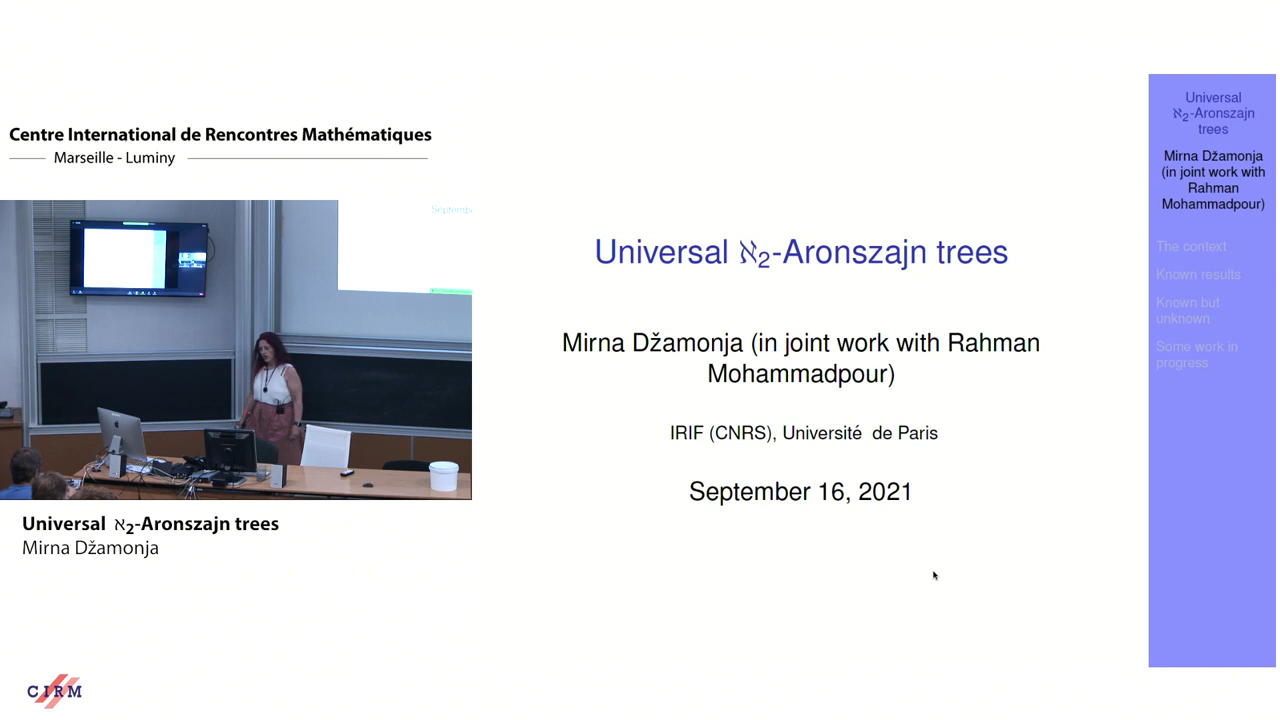 Centre International de Rencontres Mathématiques
Marseille - Luminy
Universal ℵ₂-Aronszajn trees
Mirna Džamonja
CIRM
Universal ℵ₂-Aronszajn trees
Mirna Džamonja (in joint work with Rahman
Mohammadpour)
IRIF (CNRS), Université de Paris
September 16, 2021
Universal
ℵ₂-Aronszajn
trees
Mirna Džamonja
(in joint work with
Rahman
Mohammadpour)
The context
Known results
Known but
unknown
Some work in
progress